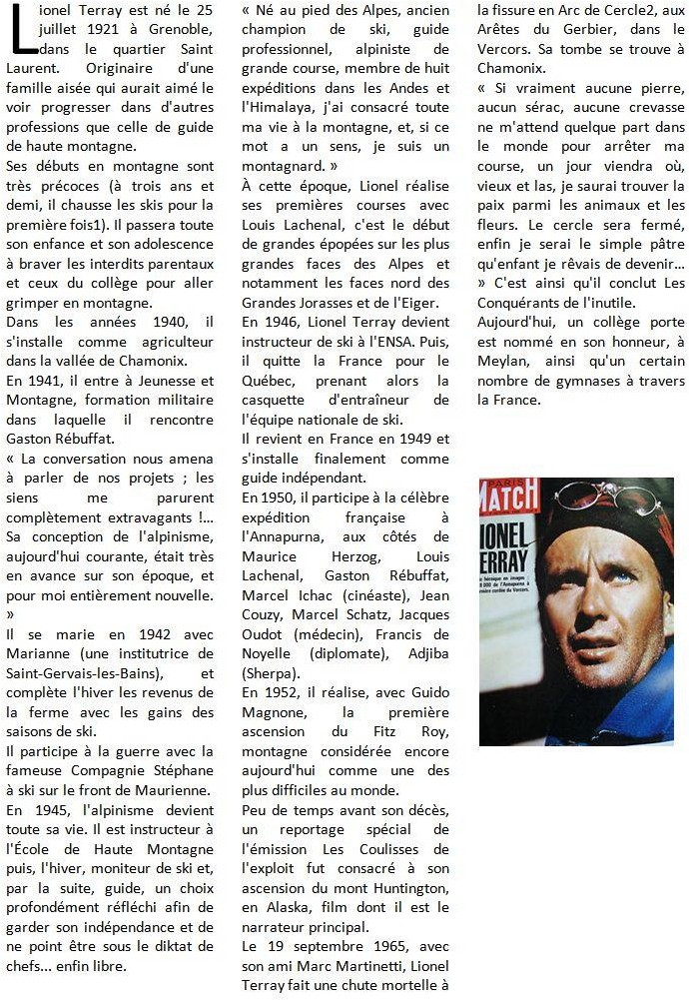 Lionel Terray est né le 25
juillet 1921 à Grenoble,
dans le quartier Saint
Laurent. Originaire d'une
famille aisée qui aurait aimé le
voir progresser dans d'autres
professions que celle de guide
de haute montagne.
Ses débuts en montagne sont
très précoces (à trois ans et
demi, il chausse les skis pour la
première fois1). Il passera toute
son enfance et son adolescence
à braver les interdits parentaux
et ceux du collège pour aller
grimper en montagne.
Dans les années 1940, il
s'installe comme agriculteur
dans la vallée de Chamonix.
En 1941, il entre à Jeunesse et
Montagne, formation militaire
dans laquelle il rencontre
Gaston Rébuffat.
« La conversation nous amena
à parler de nos projets ; les
siens me parurent
complètement extravagants !...
Sa conception de l'alpinisme,
aujourd'hui courante, était très
en avance sur son époque, et
pour moi entièrement nouvelle.
»
Il se marie en 1942 avec
Marianne (une institutrice de
Saint-Gervais-les-Bains), et
complète l'hiver les revenus de
la ferme avec les gains des
saisons de ski.
Il participe à la guerre avec la
fameuse Compagnie Stéphane
à ski sur le front de Maurienne.
En 1945, l'alpinisme devient
toute sa vie. Il est instructeur à
l'École de Haute Montagne
puis, l'hiver, moniteur de ski et,
par la suite, guide, un choix
profondément réfléchi afin de
garder son indépendance et de
ne point être sous le diktat de
chefs... enfin libre.
« Né au pied des Alpes, ancien
champion de ski, guide
professionnel, alpiniste de
grande course, membre de huit
expéditions dans les Andes et
l'Himalaya, j'ai consacré toute
ma vie à la montagne, et, si ce
mot a un sens, je suis un
montagnard. »
À cette époque, Lionel réalise
ses premières courses avec
Louis Lachenal, c'est le début
de grandes épopées sur les plus
grandes faces des Alpes et
notamment les faces nord des
Grandes Jorasses et de l'Eiger.
En 1946, Lionel Terray devient
instructeur de ski à l'ENSA. Puis,
il quitte la France pour le
Québec, prenant alors la
casquette d'entraîneur de
l'équipe nationale de ski.
Il revient en France en 1949 et
s'installe finalement comme
guide indépendant.
En 1950, il participe à la célèbre
expédition française à
l'Annapurna, aux côtés de
Maurice Herzog, Louis
Lachenal, Gaston Rébuffat,
Marcel Ichac (cinéaste), Jean
Couzy, Marcel Schatz, Jacques
Oudot (médecin), Francis de
Noyelle (diplomate), Adjiba
(Sherpa).
En 1952, il réalise, avec Guido
Magnone, la première
ascension du Fitz Roy,
montagne considérée encore
aujourd'hui comme une des
plus difficiles au monde.
Peu de temps avant son décès,
un reportage spécial de
l'émission Les Coulisses de
l'exploit fut consacré à son
ascension du mont Huntington,
en Alaska, film dont il est le
narrateur principal.
Le 19 septembre 1965, avec
son ami Marc Martinetti, Lionel
Terray fait une chute mortelle à
la fissure en Arc de Cercle2, aux
Arêtes du Gerbier, dans le
Vercors. Sa tombe se trouve à
Chamonix.
« Si vraiment aucune pierre,
aucun sérac, aucune crevasse
ne m'attend quelque part dans
le monde pour arrêter ma
course, un jour viendra où,
vieux et las, je saurai trouver la
paix parmi les animaux et les
fleurs. Le cercle sera fermé,
enfin je serai le simple pâtre
qu'enfant je rêvais de devenir...
» C'est ainsi qu'il conclut Les
Conquérants de l'inutile.
Aujourd'hui, un collège porte
est nommé en son honneur, à
Meylan, ainsi qu'un certain
nombre de gymnases à travers
la France.
PARIS
MATCH
IONEL
ERRAY